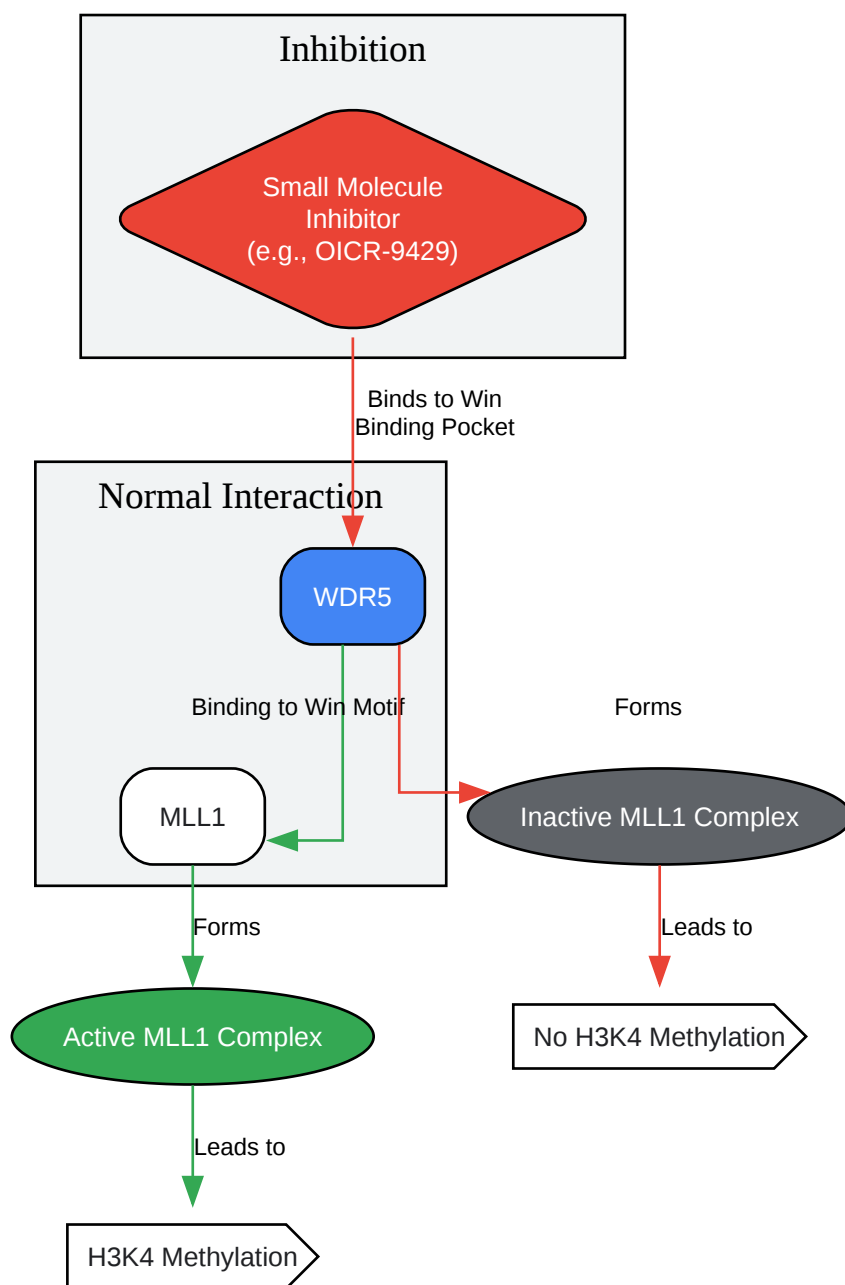 Inhibition
Small Molecule
Inhibitor
(e.g., OICR-9429)
Binds to Win
Binding Pocket
Normal Interaction
WDR5
Binding to Win Motif
Forms
MLL1
Inactive MLL1 Complex
Forms
Leads to
Active MLL1 Complex
No H3K4 Methylation
Leads to
H3K4 Methylation